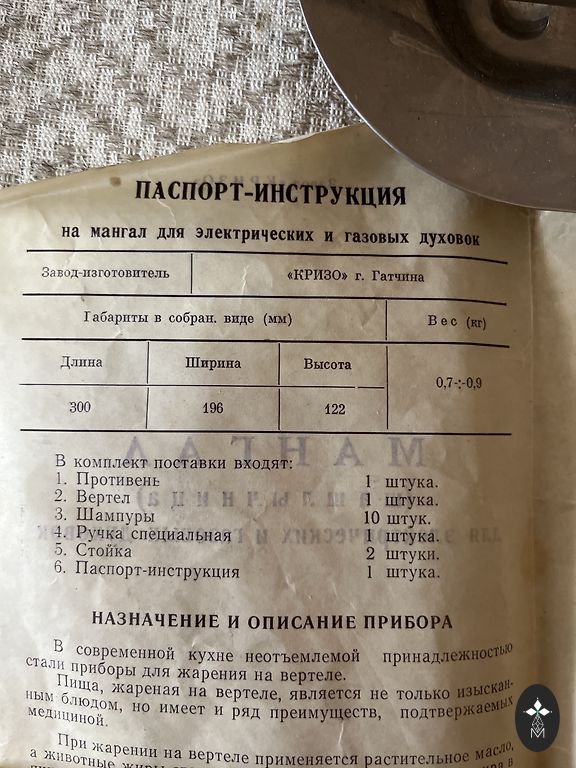 ПАСПОРТ-ИНСТРУКЦИЯ
на мангал для электрических и газовых духовок
Завод-изготовитель «КРИЗО» г. Гатчина
Габариты в собран. виде (мм) Вес (кг)
Длина Ширина Высота
0,7-:-0,9
300 196 122
В комплект поставки входят:
1. Противень 1 штука.
2. Вертел 1 штука.
3. Шампуры 10 штук.
4. Ручка специальная 1 штука.
5. Стойка 2 штуки.
6. Паспорт-инструкция 1 штука.
НАЗНАЧЕНИЕ И ОПИСАНИЕ ПРИБОРА
В современной кухне неотъемлемой принадлежностью
стали приборы для жарения на вертеле.
Пища, жареная на вертеле, является не только изыскан-
ным блюдом, но имеет и ряд преимуществ, подтвержаемых
медициной.
При жарении на вертеле применяется растительное масло,
а животные жиры
М